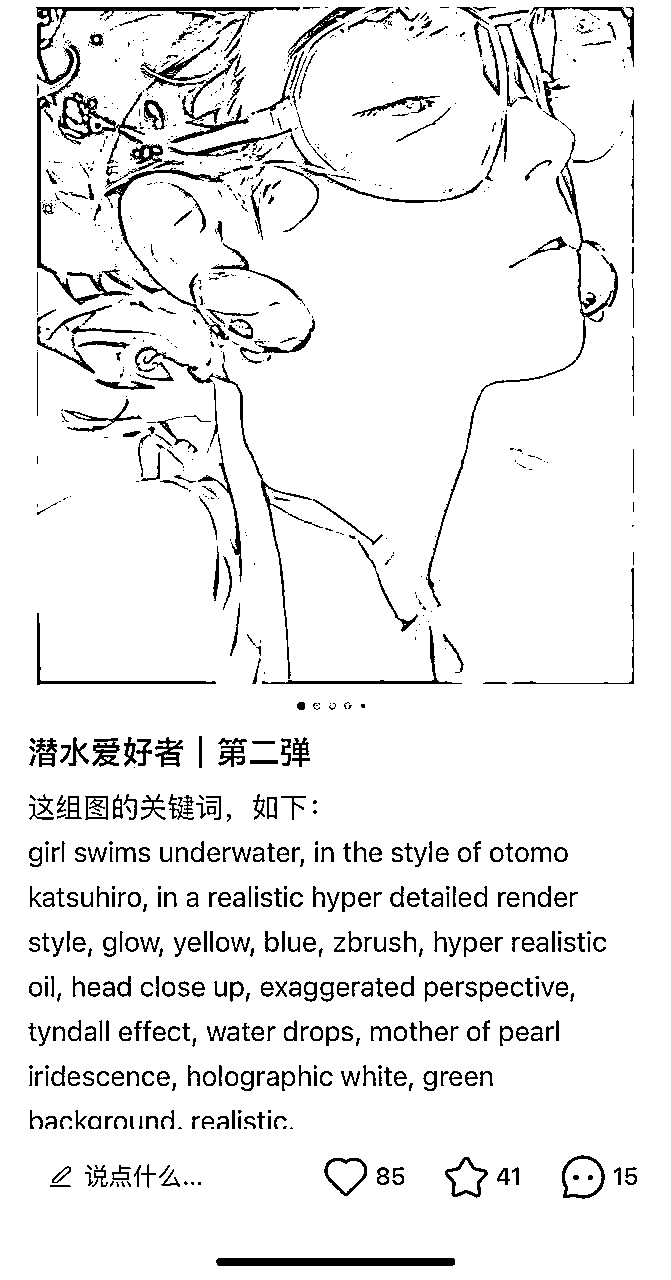 潜水爱好者｜第二弹
这组图的关键词，如下：
girl swims underwater, in the style of otomo
katsuhiro, in a realistic hyper detailed render
style, glow, yellow, blue, zbrush, hyper realistic
oil, head close up, exaggerated perspective,
tyndall effect, water drops, mother of pearl
iridescence, holographic white, green
background, realistic.
说点什么...
85
41
15